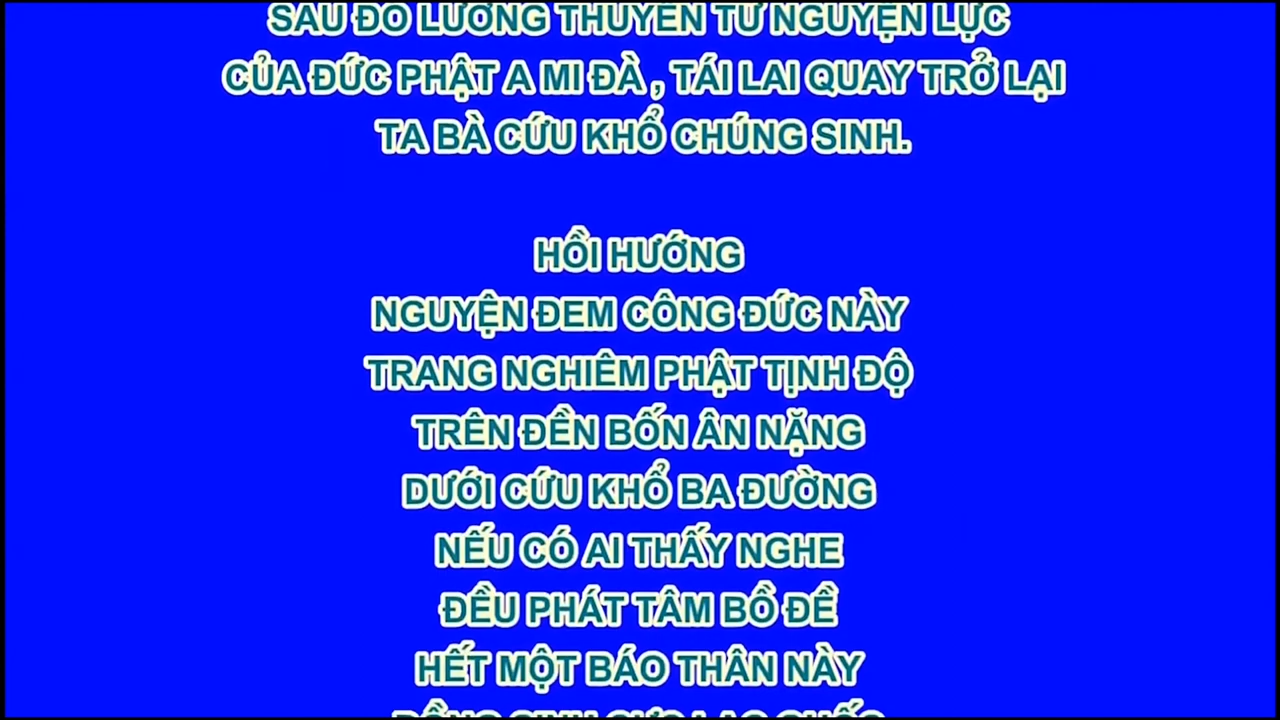 SAU ĐÓ LƯỚNG THUYỀN TỪ NGUYỆN LỰC
CỦA ĐỨC PHẬT A MI ĐÀ , TÁI LAI QUAY TRỞ LẠI
TA BÀ CỨU KHỔ CHÚNG SINH.
HỒI HƯỚNG
NGUYỆN ĐEM CÔNG ĐỨC NÀY
TRANG NGHIÊM PHẬT TỊNH ĐỘ
TRÊN ĐỀN BỐN ÂN NẶNG
DƯỚI CỨU KHỔ BA ĐƯỜNG
NẾU CÓ AI THẤY NGHE
ĐỀU PHÁT TÂM BỒ ĐỀ
HẾT MỘT BÁO THÂN NÀY